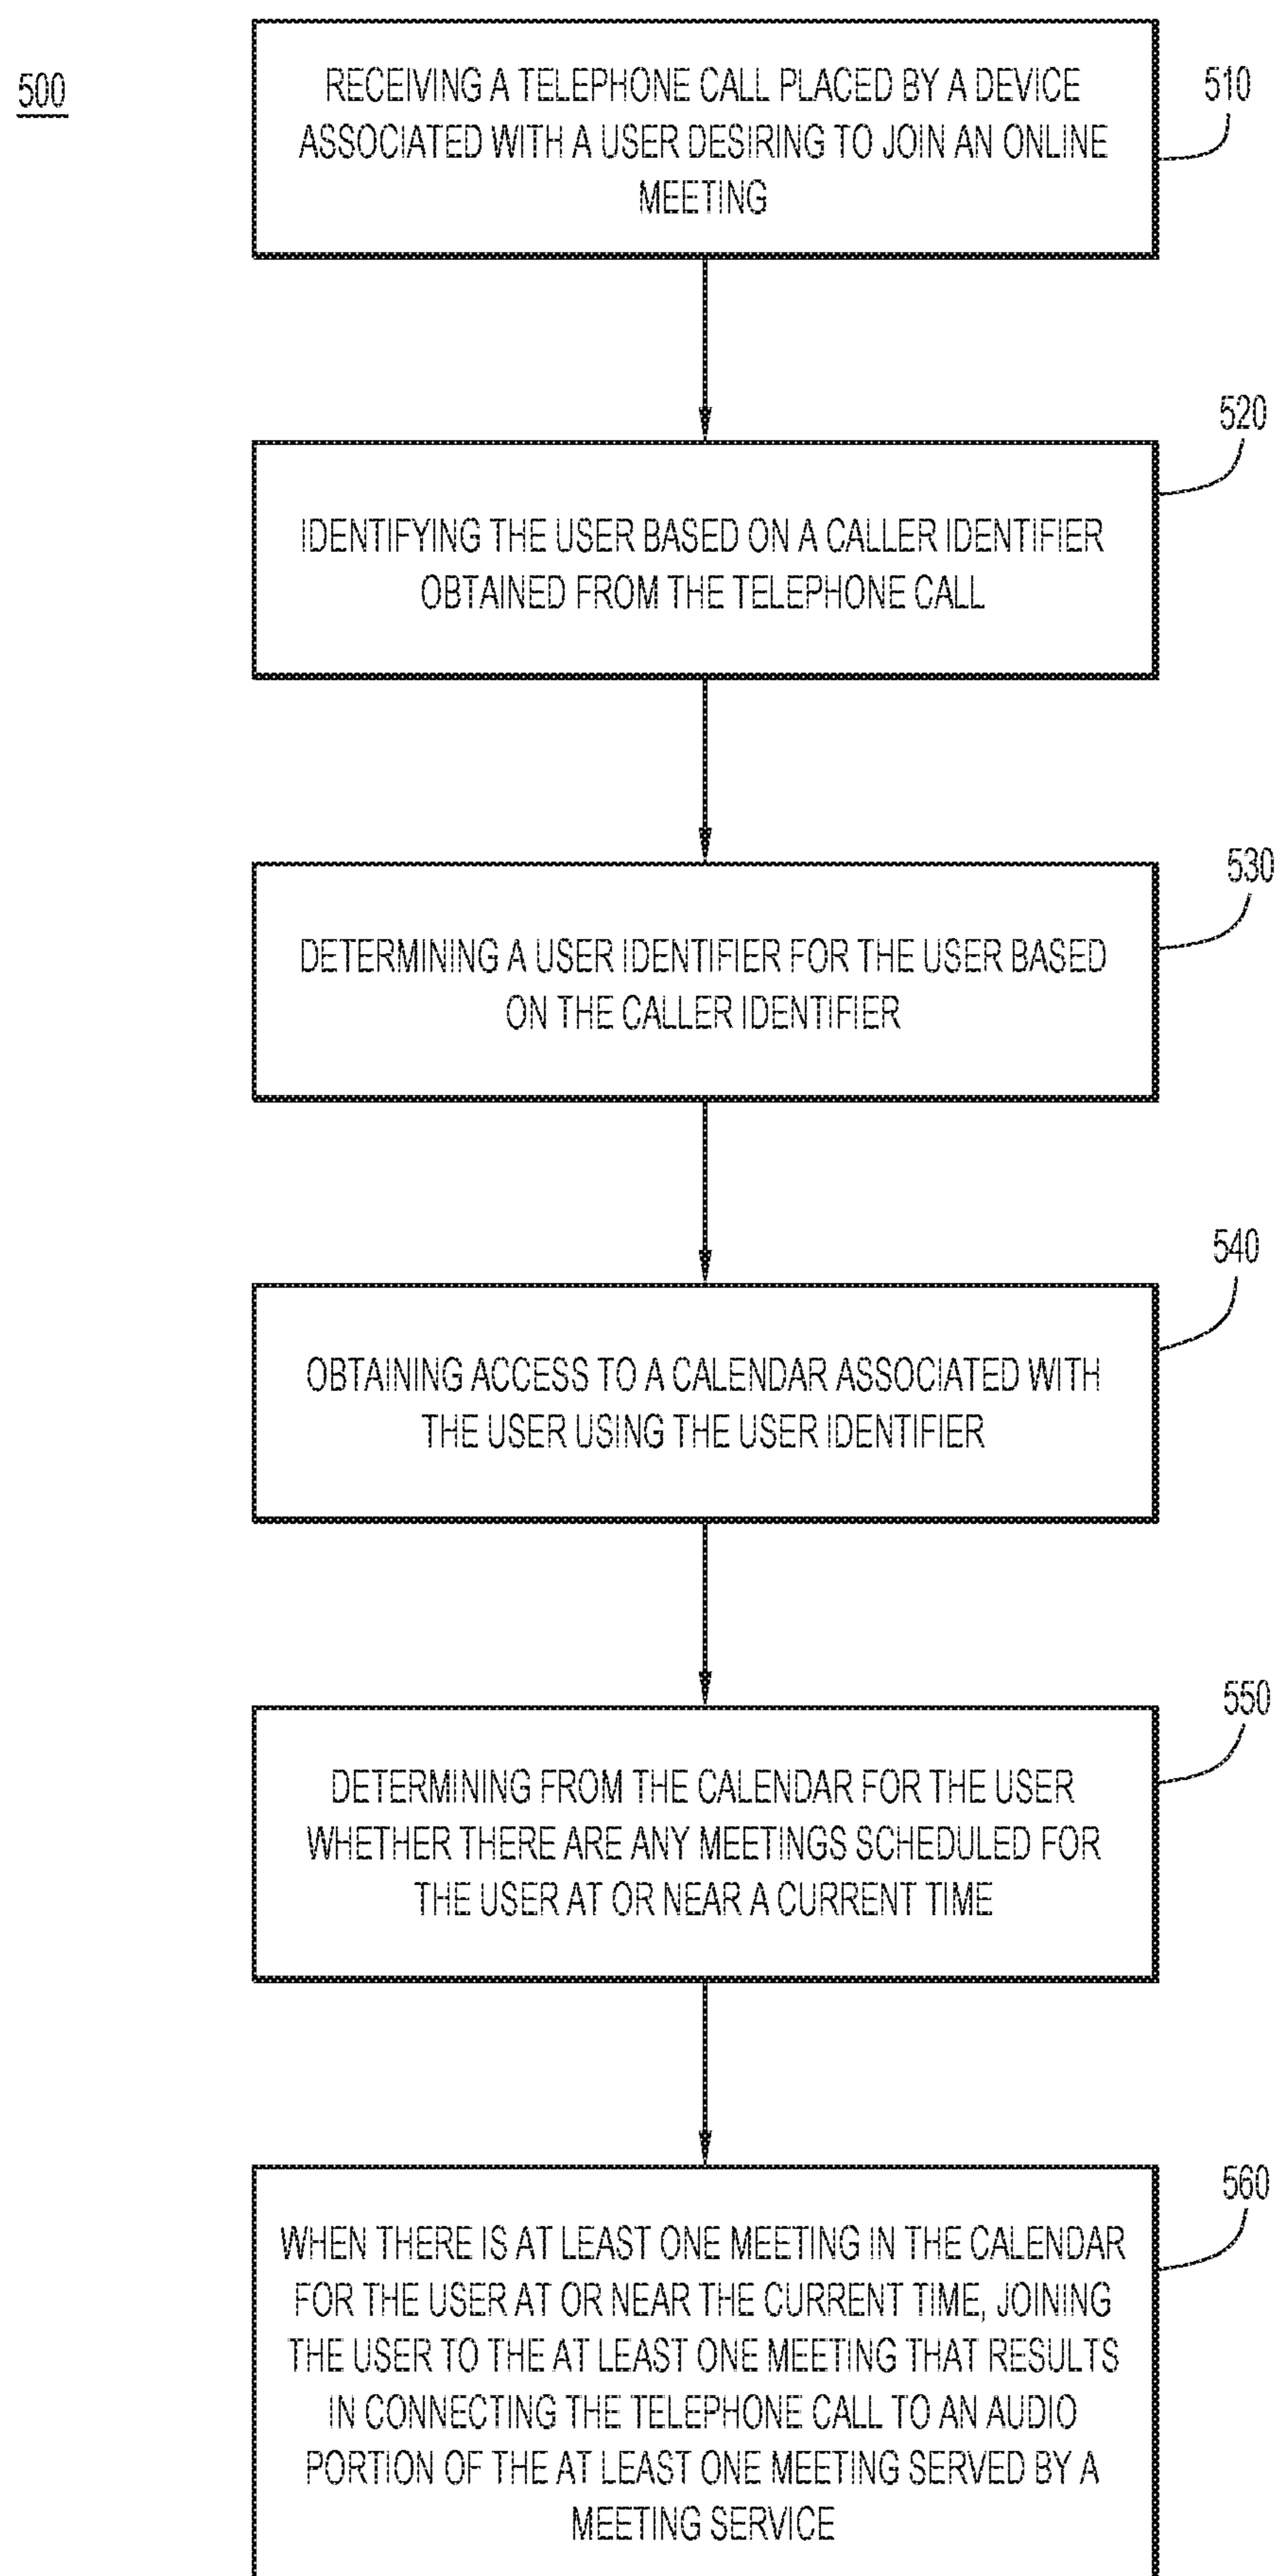 500
RECEIVING A TELEPHONE CALL PLACED BY A DEVICE
ASSOCIATED WITH A USER DESIRING TO JOIN AN ONLINE
MEETING
510
IDENTIFYING THE USER BASED ON A CALLER IDENTIFIER
OBTAINED FROM THE TELEPHONE CALL
520
DETERMINING A USER IDENTIFIER FOR THE USER BASED
ON THE CALLER IDENTIFIER
530
OBTAINING ACCESS TO A CALENDAR ASSOCIATED WITH
THE USER USING THE USER IDENTIFIER
540
DETERMINING FROM THE CALENDAR FOR THE USER
WHETHER THERE ARE ANY MEETINGS SCHEDULED FOR
THE USER AT OR NEAR A CURRENT TIME
550
WHEN THERE IS AT LEAST ONE MEETING IN THE CALENDAR
FOR THE USER AT OR NEAR THE CURRENT TIME, JOINING
THE USER TO THE AT LEAST ONE MEETING THAT RESULTS
IN CONNECTING THE TELEPHONE CALL TO AN AUDIO
PORTION OF THE AT LEAST ONE MEETING SERVED BY A
MEETING SERVICE
560